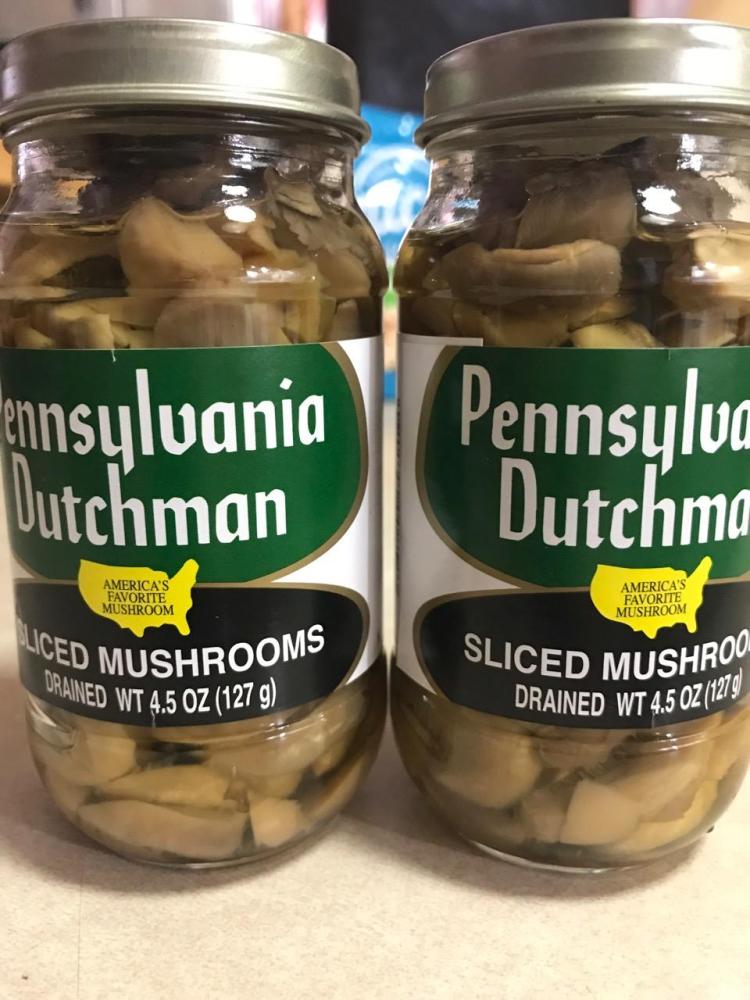 ennsylvania
Dutchman
AMERICA'S
FAVORITE
MUSHROOM
SLICED MUSHROOMS
DRAINED WT 4.5 OZ (127 g)
Pennsylva
Dutchma
AMERICA'S
FAVORITE
MUSHROOM
SLICED MUSHROO
DRAINED WT 4.5 OZ (127 g)